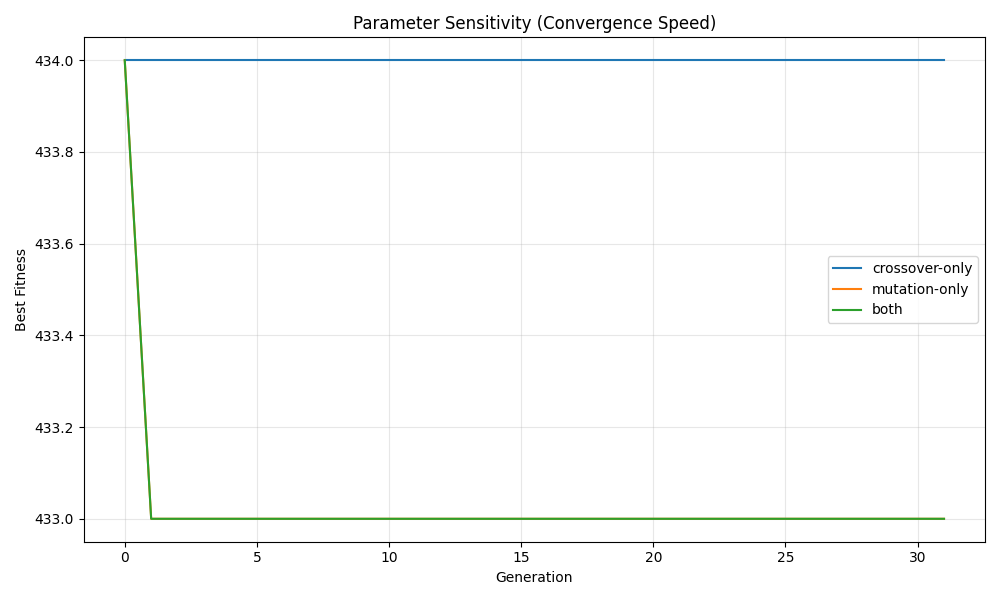 Parameter Sensitivity (Convergence Speed)
434.0
433.8
433.6
433.4
433.2
433.0
Best Fitness
crossover-only
mutation-only
both
0 5 10 15 20 25 30
Generation